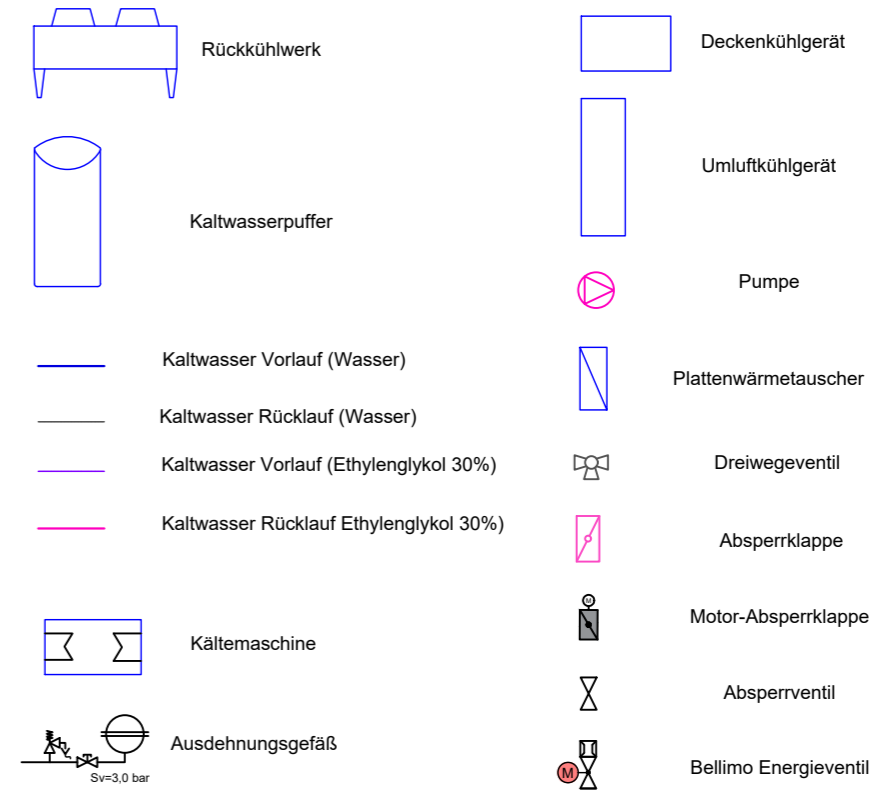 Rückkühlwerk
Kaltwasserpuffer
Kaltwasser Vorlauf (Wasser)
Kaltwasser Rücklauf (Wasser)
Kaltwasser Vorlauf (Ethylenglykol 30%)
Kaltwasser Rücklauf Ethylenglykol 30%)
Kältemaschine
Ausdehnungsgefäß
Sv=3,0 bar
Deckenkühlgerät
Umluftkühlgerät
Pumpe
Plattenwärmetauscher
Dreiwegeventil
Absperrklappe
M
Motor-Absperrklappe
Absperrventil
M
Bellimo Energieventil